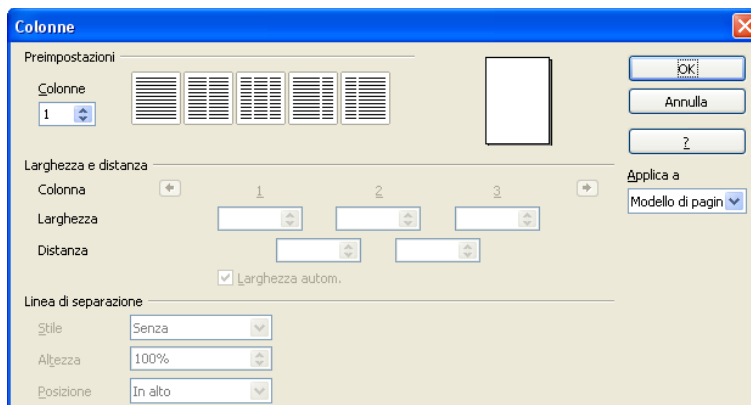 Colonne
Preimpostazioni
Colonne
1
OK
Annulla
?
Larghezza e distanza
Applica a
Colonna 1 2 3
Modello di pagin
Larghezza
Distanza
Larghezza autom.
Linea di separazione
Stile Senza
Altezza 100%
Posizione In alto